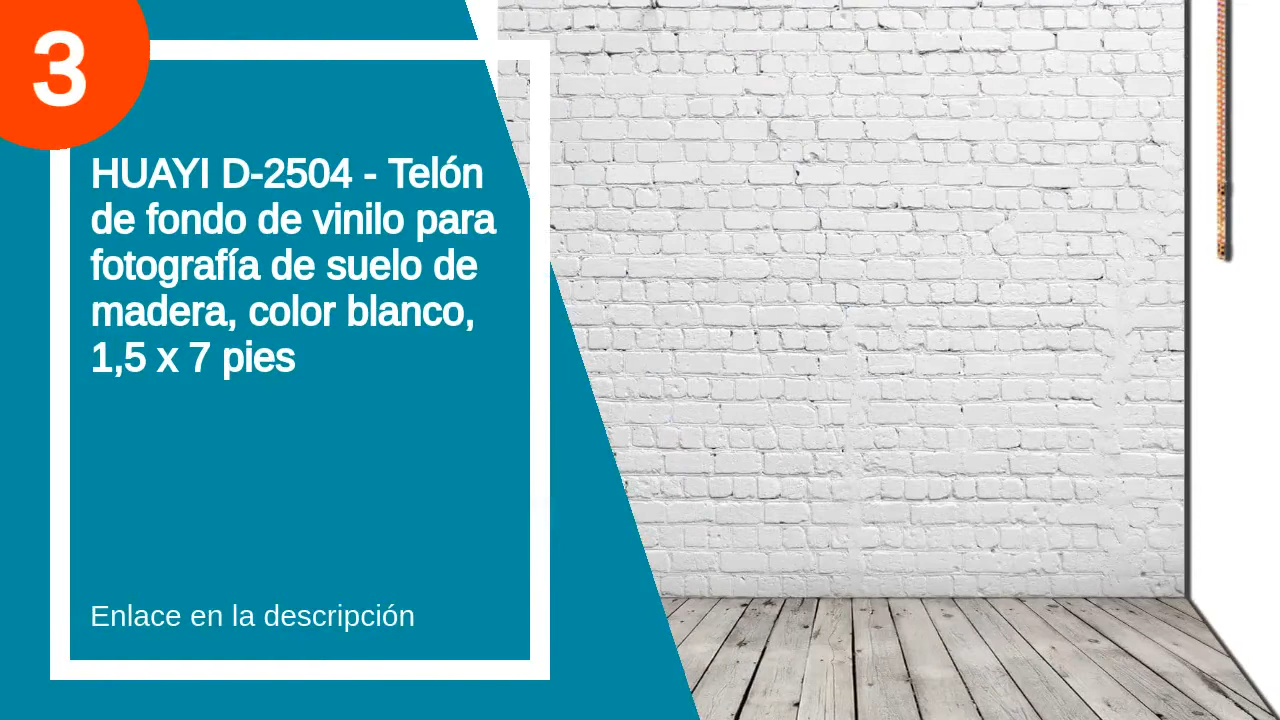 3
HUAYI D-2504 - Telón
de fondo de vinilo para
fotografía de suelo de
madera, color blanco,
1,5 x 7 pies
Enlace en la descripción